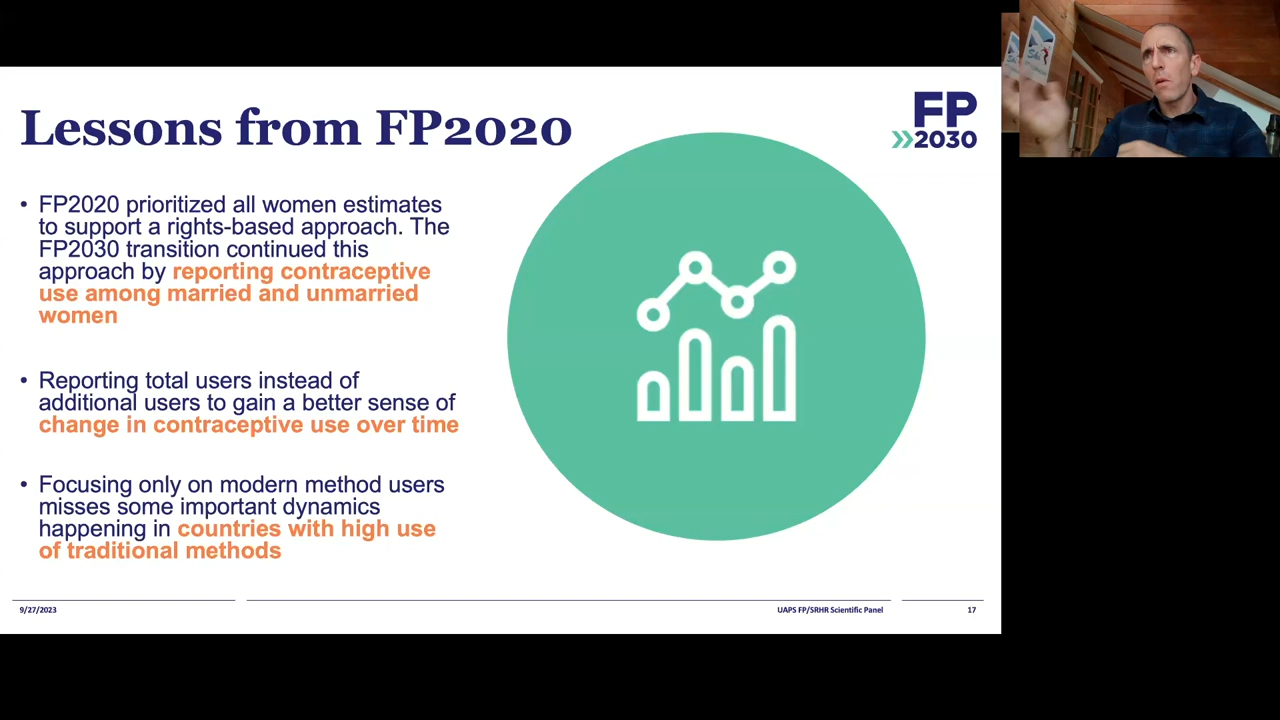 Lessons from FP2020
FP
2030
• FP2020 prioritized all women estimates
to support a rights-based approach. The
FP2030 transition continued this
approach by reporting contraceptive
use among married and unmarried
women
• Reporting total users instead of
additional users to gain a better sense of
change in contraceptive use over time
• Focusing only on modern method users
misses some important dynamics
happening in countries with high use
of traditional methods
9/27/2023
UAPS FP/SRHR Scientific Panel
17
Ski